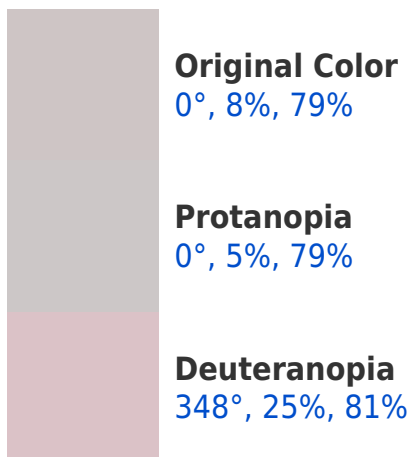 Original Color
0°, 8%, 79%
Protanopia
0°, 5%, 79%
Deuteranopia
348°, 25%, 81%